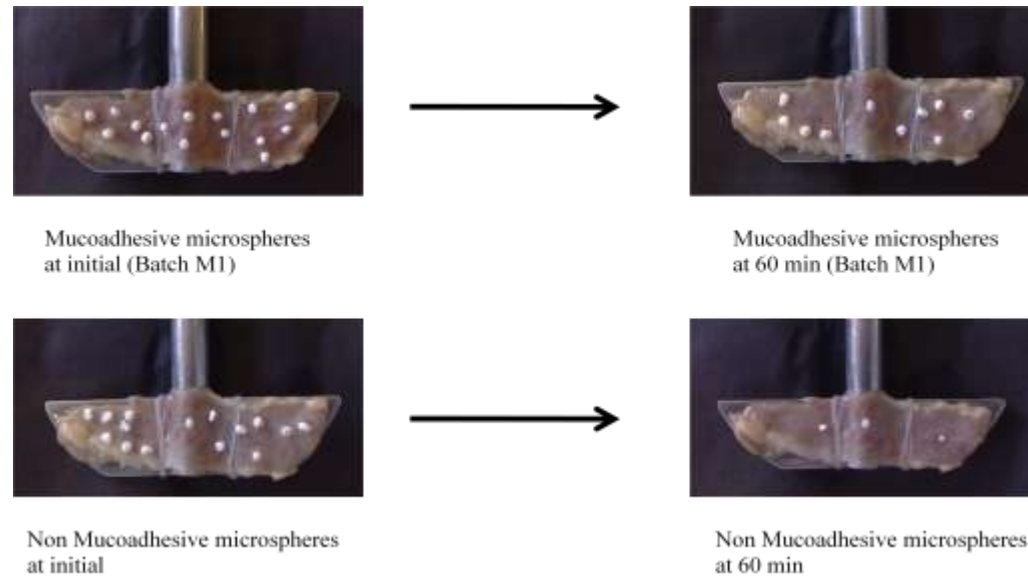 Mucoadhesive microspheres
at initial (Batch M1)
Mucoadhesive microspheres
at 60 min (Batch M1)
Non Mucoadhesive microspheres
at initial
Non Mucoadhesive microspheres
at 60 min